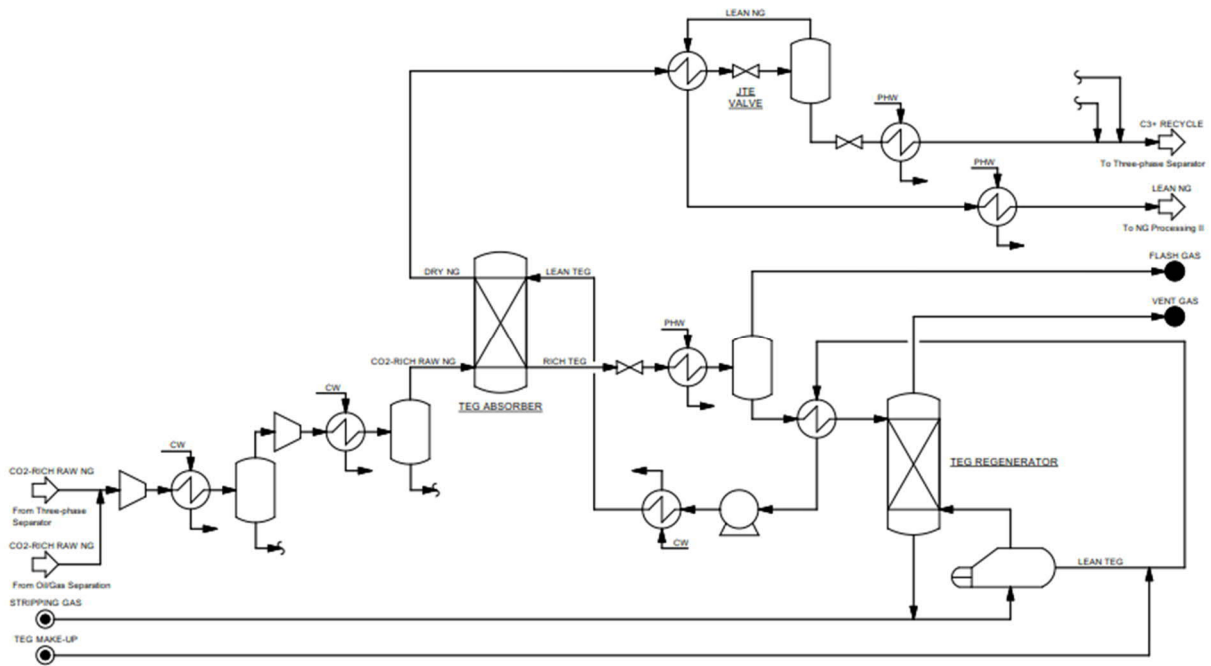 LEAN NG
JTE
VALVE
PHW
C3+ RECYCLE
To Three-phase Separator
PHW
LEAN NG
To NG Processing II
DRY NG
LEAN TEG
FLASH GAS
VENT GAS
PHW
CO2-RICH RAW NG
RICH TEG
TEG ABSORBER
CW
CW
TEG REGENERATOR
CO2-RICH RAW NG
From Three-phase
Separator
CO2-RICH RAW NG
CW
LEAN TEG
From Oil/Gas Separation
STRIPPING GAS
TEG MAKE-UP